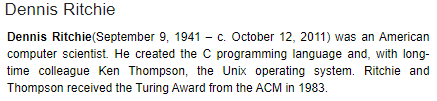 Dennis Ritchie
Dennis Ritchie(September 9, 1941 – c. October 12, 2011) was an American
computer scientist. He created the C programming language and, with long-
time colleague Ken Thompson, the Unix operating system. Ritchie and
Thompson received the Turing Award from the ACM in 1983.